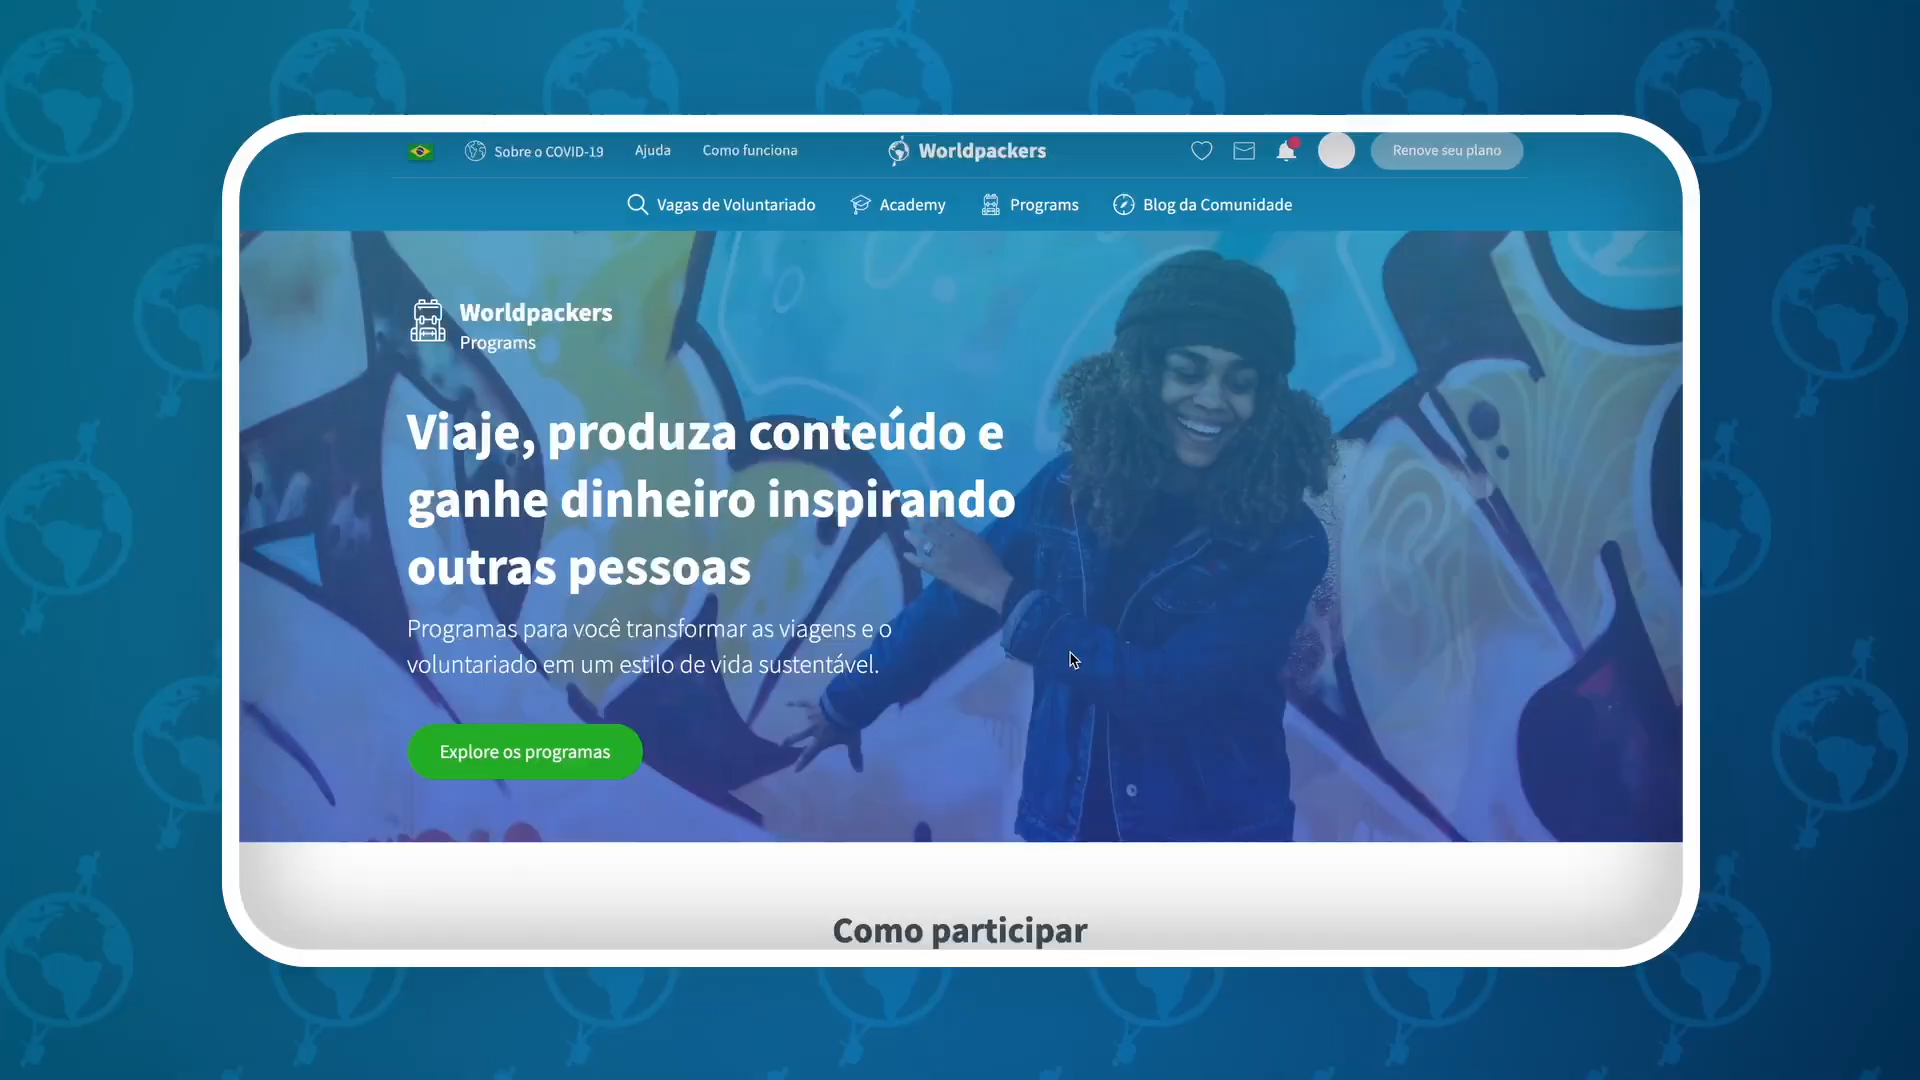 Sobre o COVID-19
Ajuda
Como funciona
Worldpackers
Renove seu plano
Vagas de Voluntariado
Academy
Programs
Blog da Comunidade
Worldpackers
Programs
Viaje, produza conteúdo e
ganhe dinheiro inspirando
outras pessoas
Programas para você transformar as viagens e o
voluntariado em um estilo de vida sustentável.
Explore os programas
Como participar